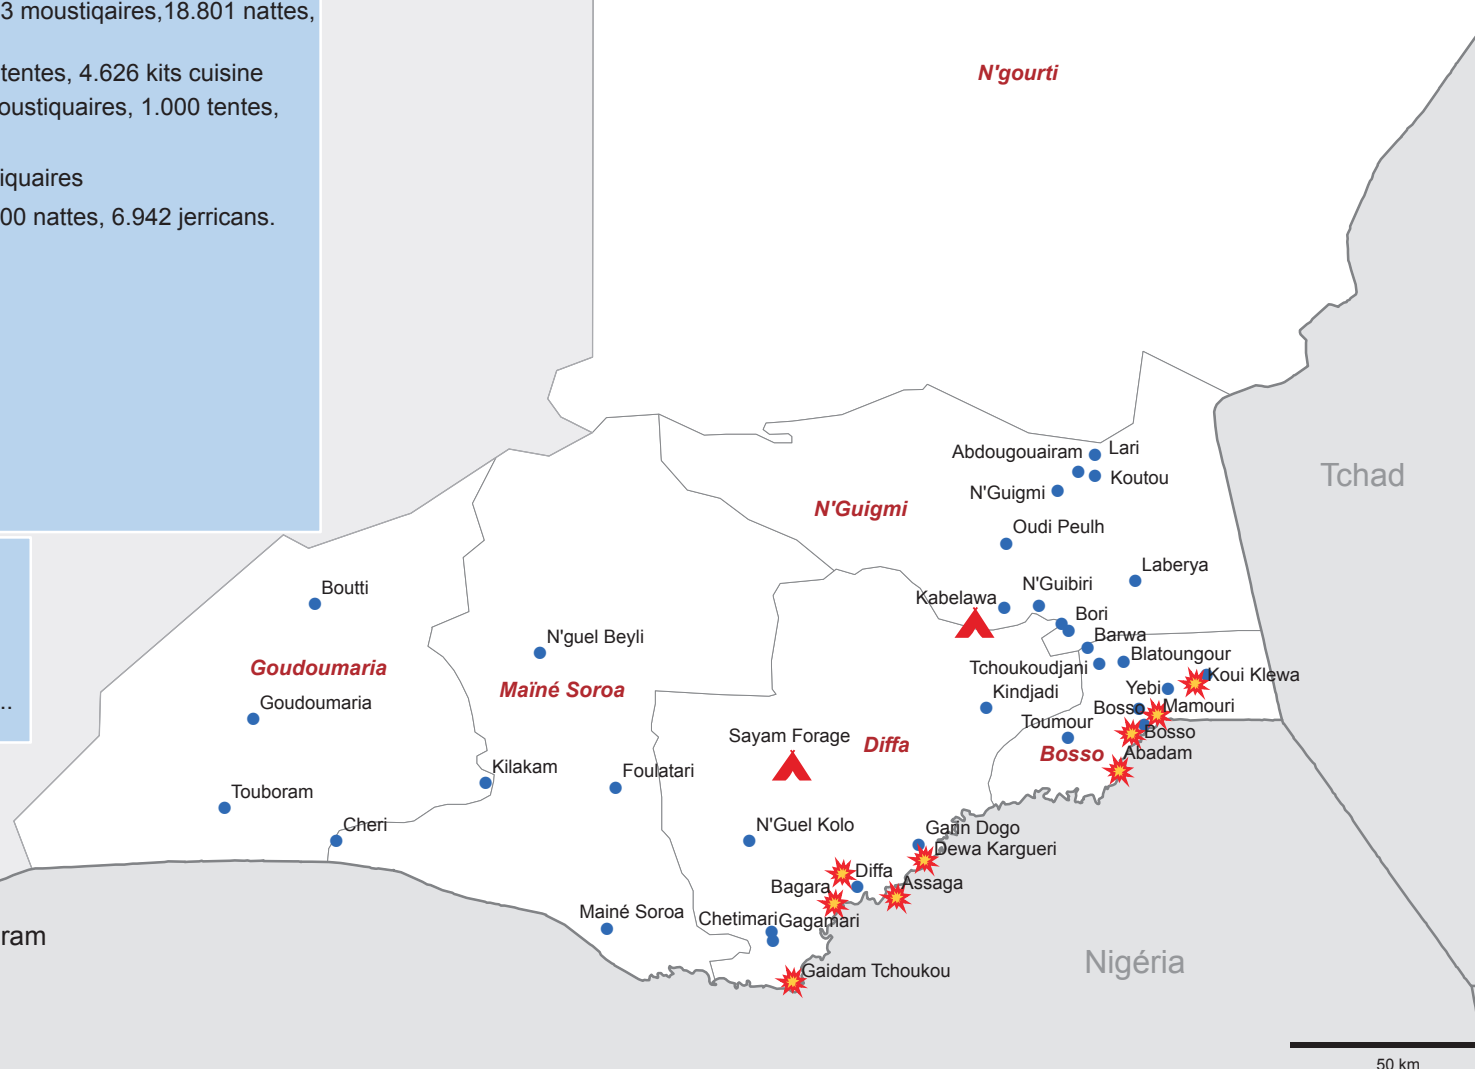 3 moustiqaires,18.801 nattes,
tentes, 4.626 kits cuisine
oustiquaires, 1.000 tentes,
iquaires
00 nattes, 6.942 jerricans.
..
ram
N'gourti
Tchad
Abdougouairam
Lari
Koutou
N'Guigmi
N'Guigmi
Oudi Peulh
Laberya
Boutti
Kabelawa
N'Guibiri
Bori
N'guel Beyli
Barwa
Blatoungour
Goudoumaria
Tchoukoudjani
Koui Klewa
Maïné Soroa
Kindjadi
Yebi
Goudoumaria
Bosso
Mamouri
Toumour
Bosso
Sayam Forage
Diffa
Bosso
Abadam
Kilakam
Foulatari
Touboram
Cheri
N'Guel Kolo
Garin Dogo
Dewa Kargueri
Diffa
Bagara
Assaga
Mainé Soroa
Chetimari
Gagamari
Gaidam Tchoukou
Nigéria
50 km